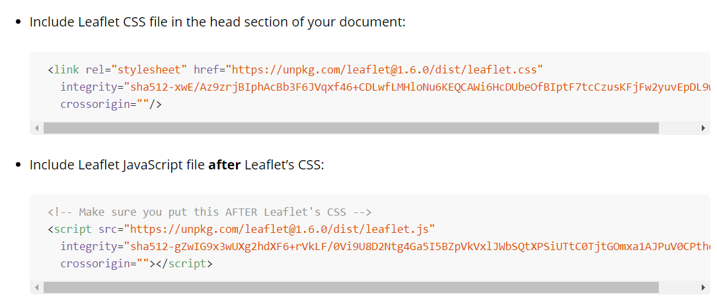 Include Leaflet CSS file in the head section of your document:
<link rel="stylesheet" href="https://unpkg.com/leaflet@1.6.0/dist/leaflet.css"
integrity="sha512-xwE/Az9zrjBIphAcBb3F6JVqxf46+CDLwfLMHloNu6KEQCAWi6HcDUbeOfBIptF7tcCzusKFjFw2yuvEpDL9w
crossorigin=""/>
Include Leaflet JavaScript file after Leaflet’s CSS:
<!-- Make sure you put this AFTER Leaflet's CSS -->
<script src="https://unpkg.com/leaflet@1.6.0/dist/leaflet.js"
integrity="sha512-gZwIG9x3wUXg2hdXF6+rVkLF/0Vi9U8D2Ntg4Ga5I5BZpVkVxlJWbSQtXPSiUTtC0TjtGOmxa1AJPuV0CPthe
crossorigin=""></script>